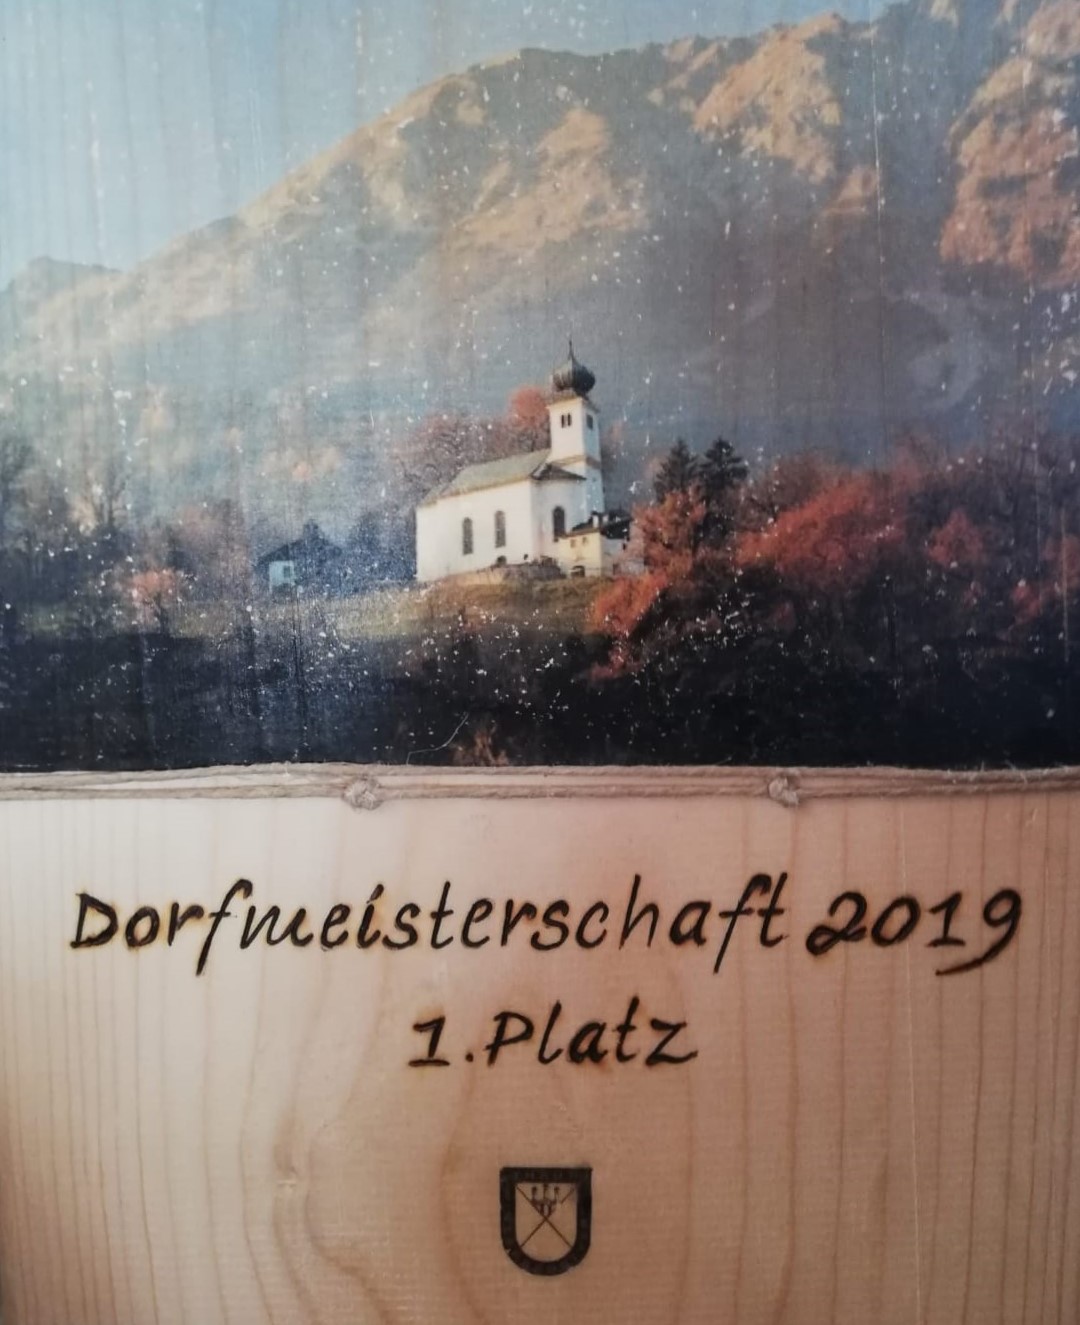 Dorfmeisterschaft 2019
1. Platz